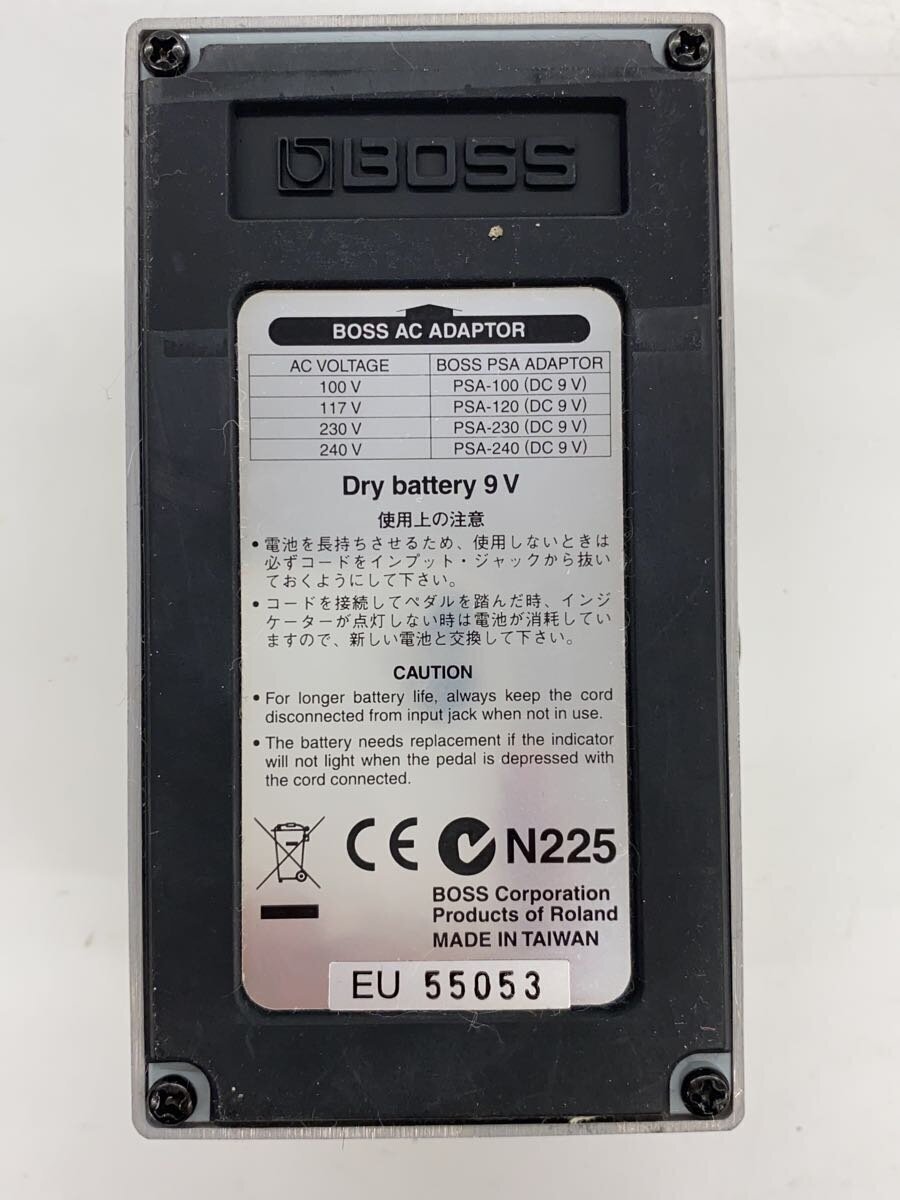 BOSS
BOSS AC ADAPTOR
AC VOLTAGE BOSS PSA ADAPTOR
100 V PSA-100 (DC 9 V)
117 V PSA-120 (DC 9 V)
230 V PSA-230 (DC 9 V)
240 V PSA-240 (DC 9 V)
Dry battery 9 V
使用上の注意
• 電池を長持ちさせるため、使用しないときは
必ずコードをインプット・ジャックから抜い
ておくようにして下さい。
• コードを接続してペダルを踏んだ時、インジ
ケーターが点灯しない時は電池が消耗してい
ますので、新しい電池と交換して下さい。
CAUTION
• For longer battery life, always keep the cord
disconnected from input jack when not in use.
• The battery needs replacement if the indicator
will not light when the pedal is depressed with
the cord connected.
CE N225
BOSS Corporation
Products of Roland
MADE IN TAIWAN
EU 55053